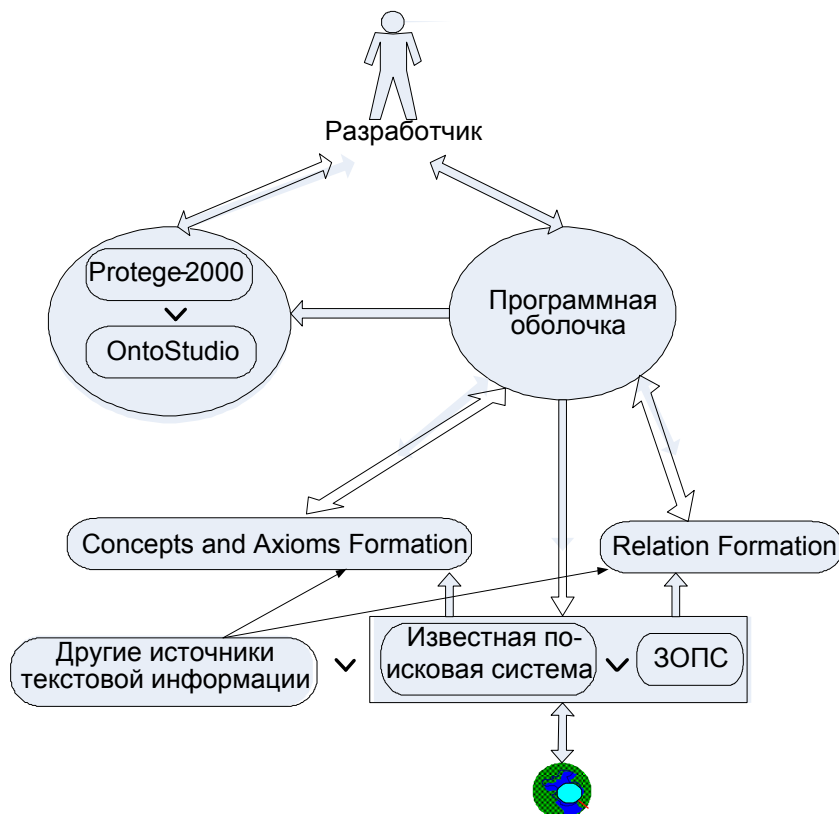 Разработчик
Protege-2000
OntoStudio
Программная
оболочка
Concepts and Axioms Formation
Relation Formation
Другие источники
текстовой информации
Известная по-
исковая система
ЗОПС